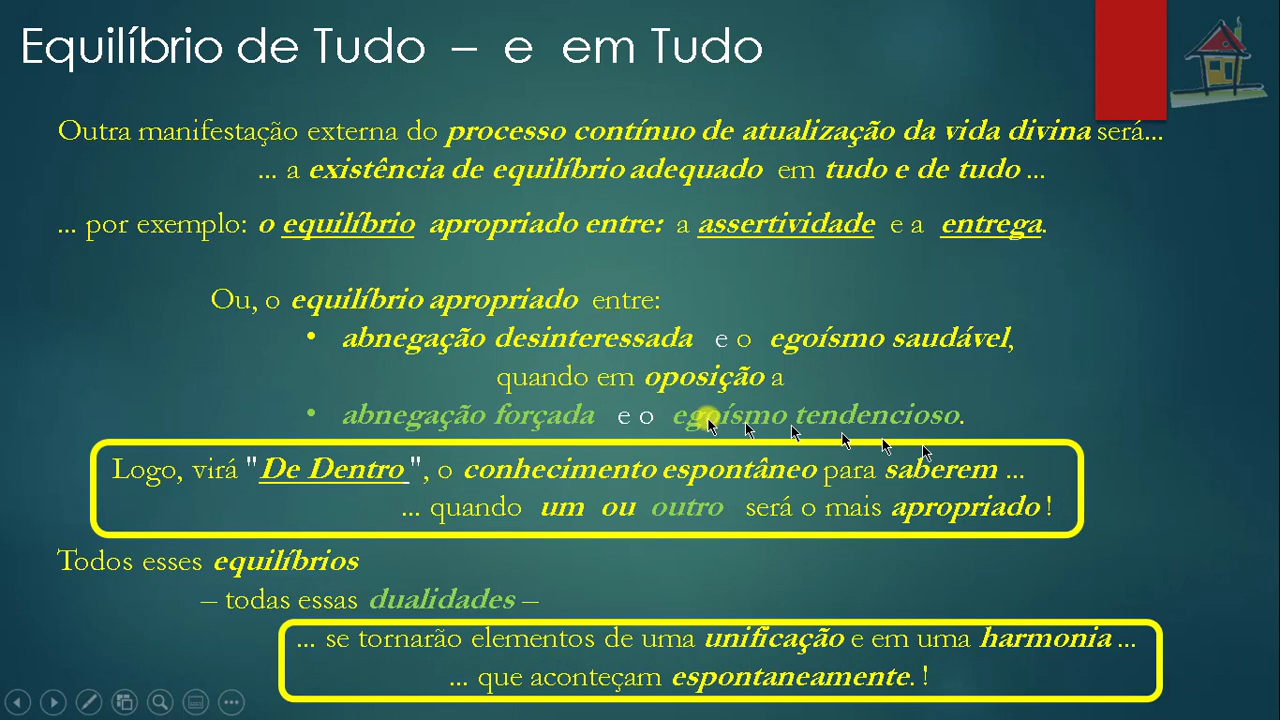 Equilíbrio de Tudo – e em Tudo
Outra manifestação externa do processo contínuo de atualização da vida divina será...
... a existência de equilíbrio adequado em tudo e de tudo ...
... por exemplo: o equilíbrio apropriado entre: a assertividade e a entrega.
Ou, o equilíbrio apropriado entre:
• abnegação desinteressada e o egoísmo saudável,
quando em oposição a
• abnegação forçada e o egoísmo tendencioso.
Logo, virá "De Dentro ", o conhecimento espontâneo para saberem ...
... quando um ou outro será o mais apropriado !
Todos esses equilíbrios
– todas essas dualidades –
... se tornarão elementos de uma unificação e em uma harmonia ...
... que aconteçam espontaneamente. !